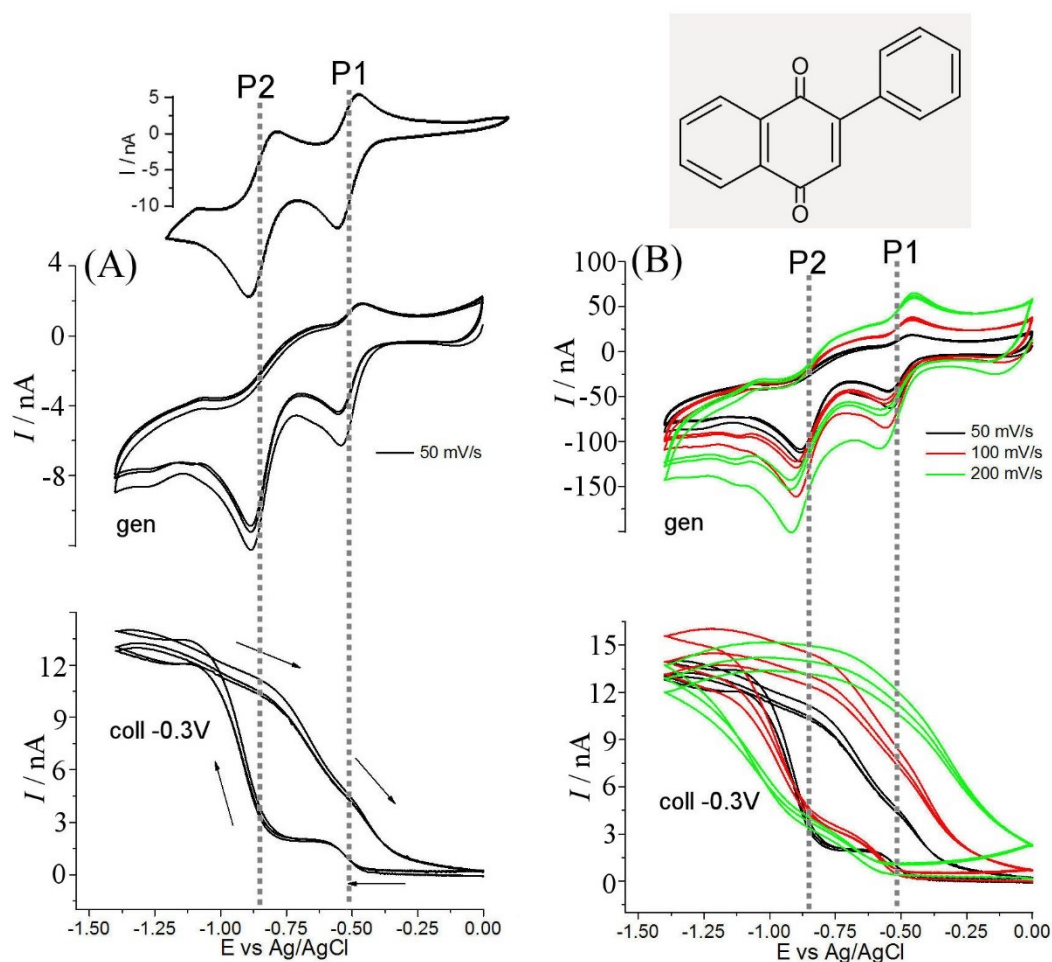 P2
P1
5
0
-5
-10
I / nA
(A)
4
0
-4
-8
I / nA
50 mV/s
gen
12
9
6
3
0
I / nA
coll -0.3V
-1.50 -1.25 -1.00 -0.75 -0.50 -0.25 0.00
E vs Ag/AgCl
O
O
(B)
P2
P1
100
50
0
-50
-100
-150
I / nA
50 mV/s
100 mV/s
200 mV/s
gen
15
12
9
6
3
0
I / nA
coll -0.3V
-1.50 -1.25 -1.00 -0.75 -0.50 -0.25 0.00
E vs Ag/AgCl